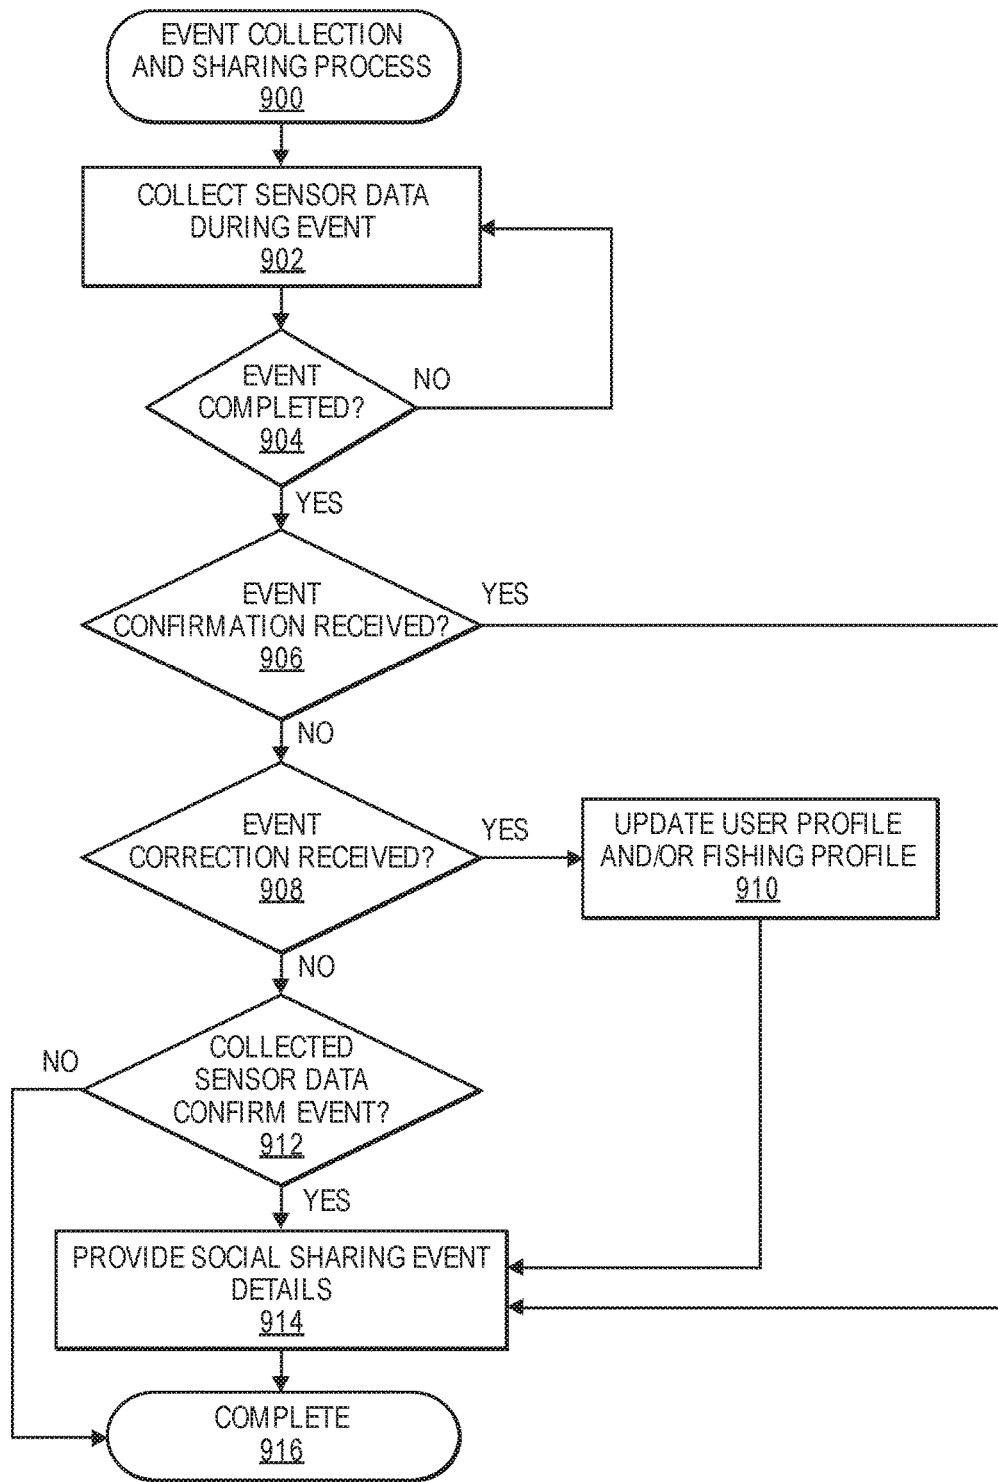 EVENT COLLECTION
AND SHARING PROCESS
900
COLLECT SENSOR DATA
DURING EVENT
902
EVENT
COMPLETED?
904
NO
YES
EVENT
CONFIRMATION RECEIVED?
906
YES
NO
EVENT
CORRECTION RECEIVED?
908
YES
UPDATE USER PROFILE
AND/OR FISHING PROFILE
910
NO
COLLECTED
SENSOR DATA
CONFIRM EVENT?
912
NO
YES
PROVIDE SOCIAL SHARING EVENT
DETAILS
914
COMPLETE
916